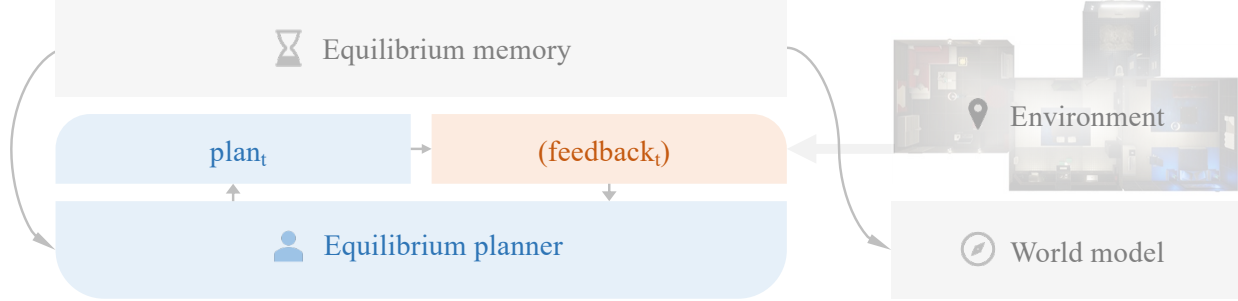 Equilibrium memory
Environment
planₜ
(feedbackₜ)
Equilibrium planner
World model